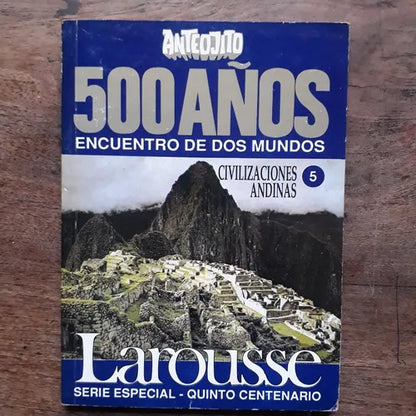 ANTEOJITO
500 AÑOS
ENCUENTRO DE DOS MUNDOS
CIVILIZACIONES
ANDINAS
5
Larousse
SERIE ESPECIAL - QUINTO CENTENARIO